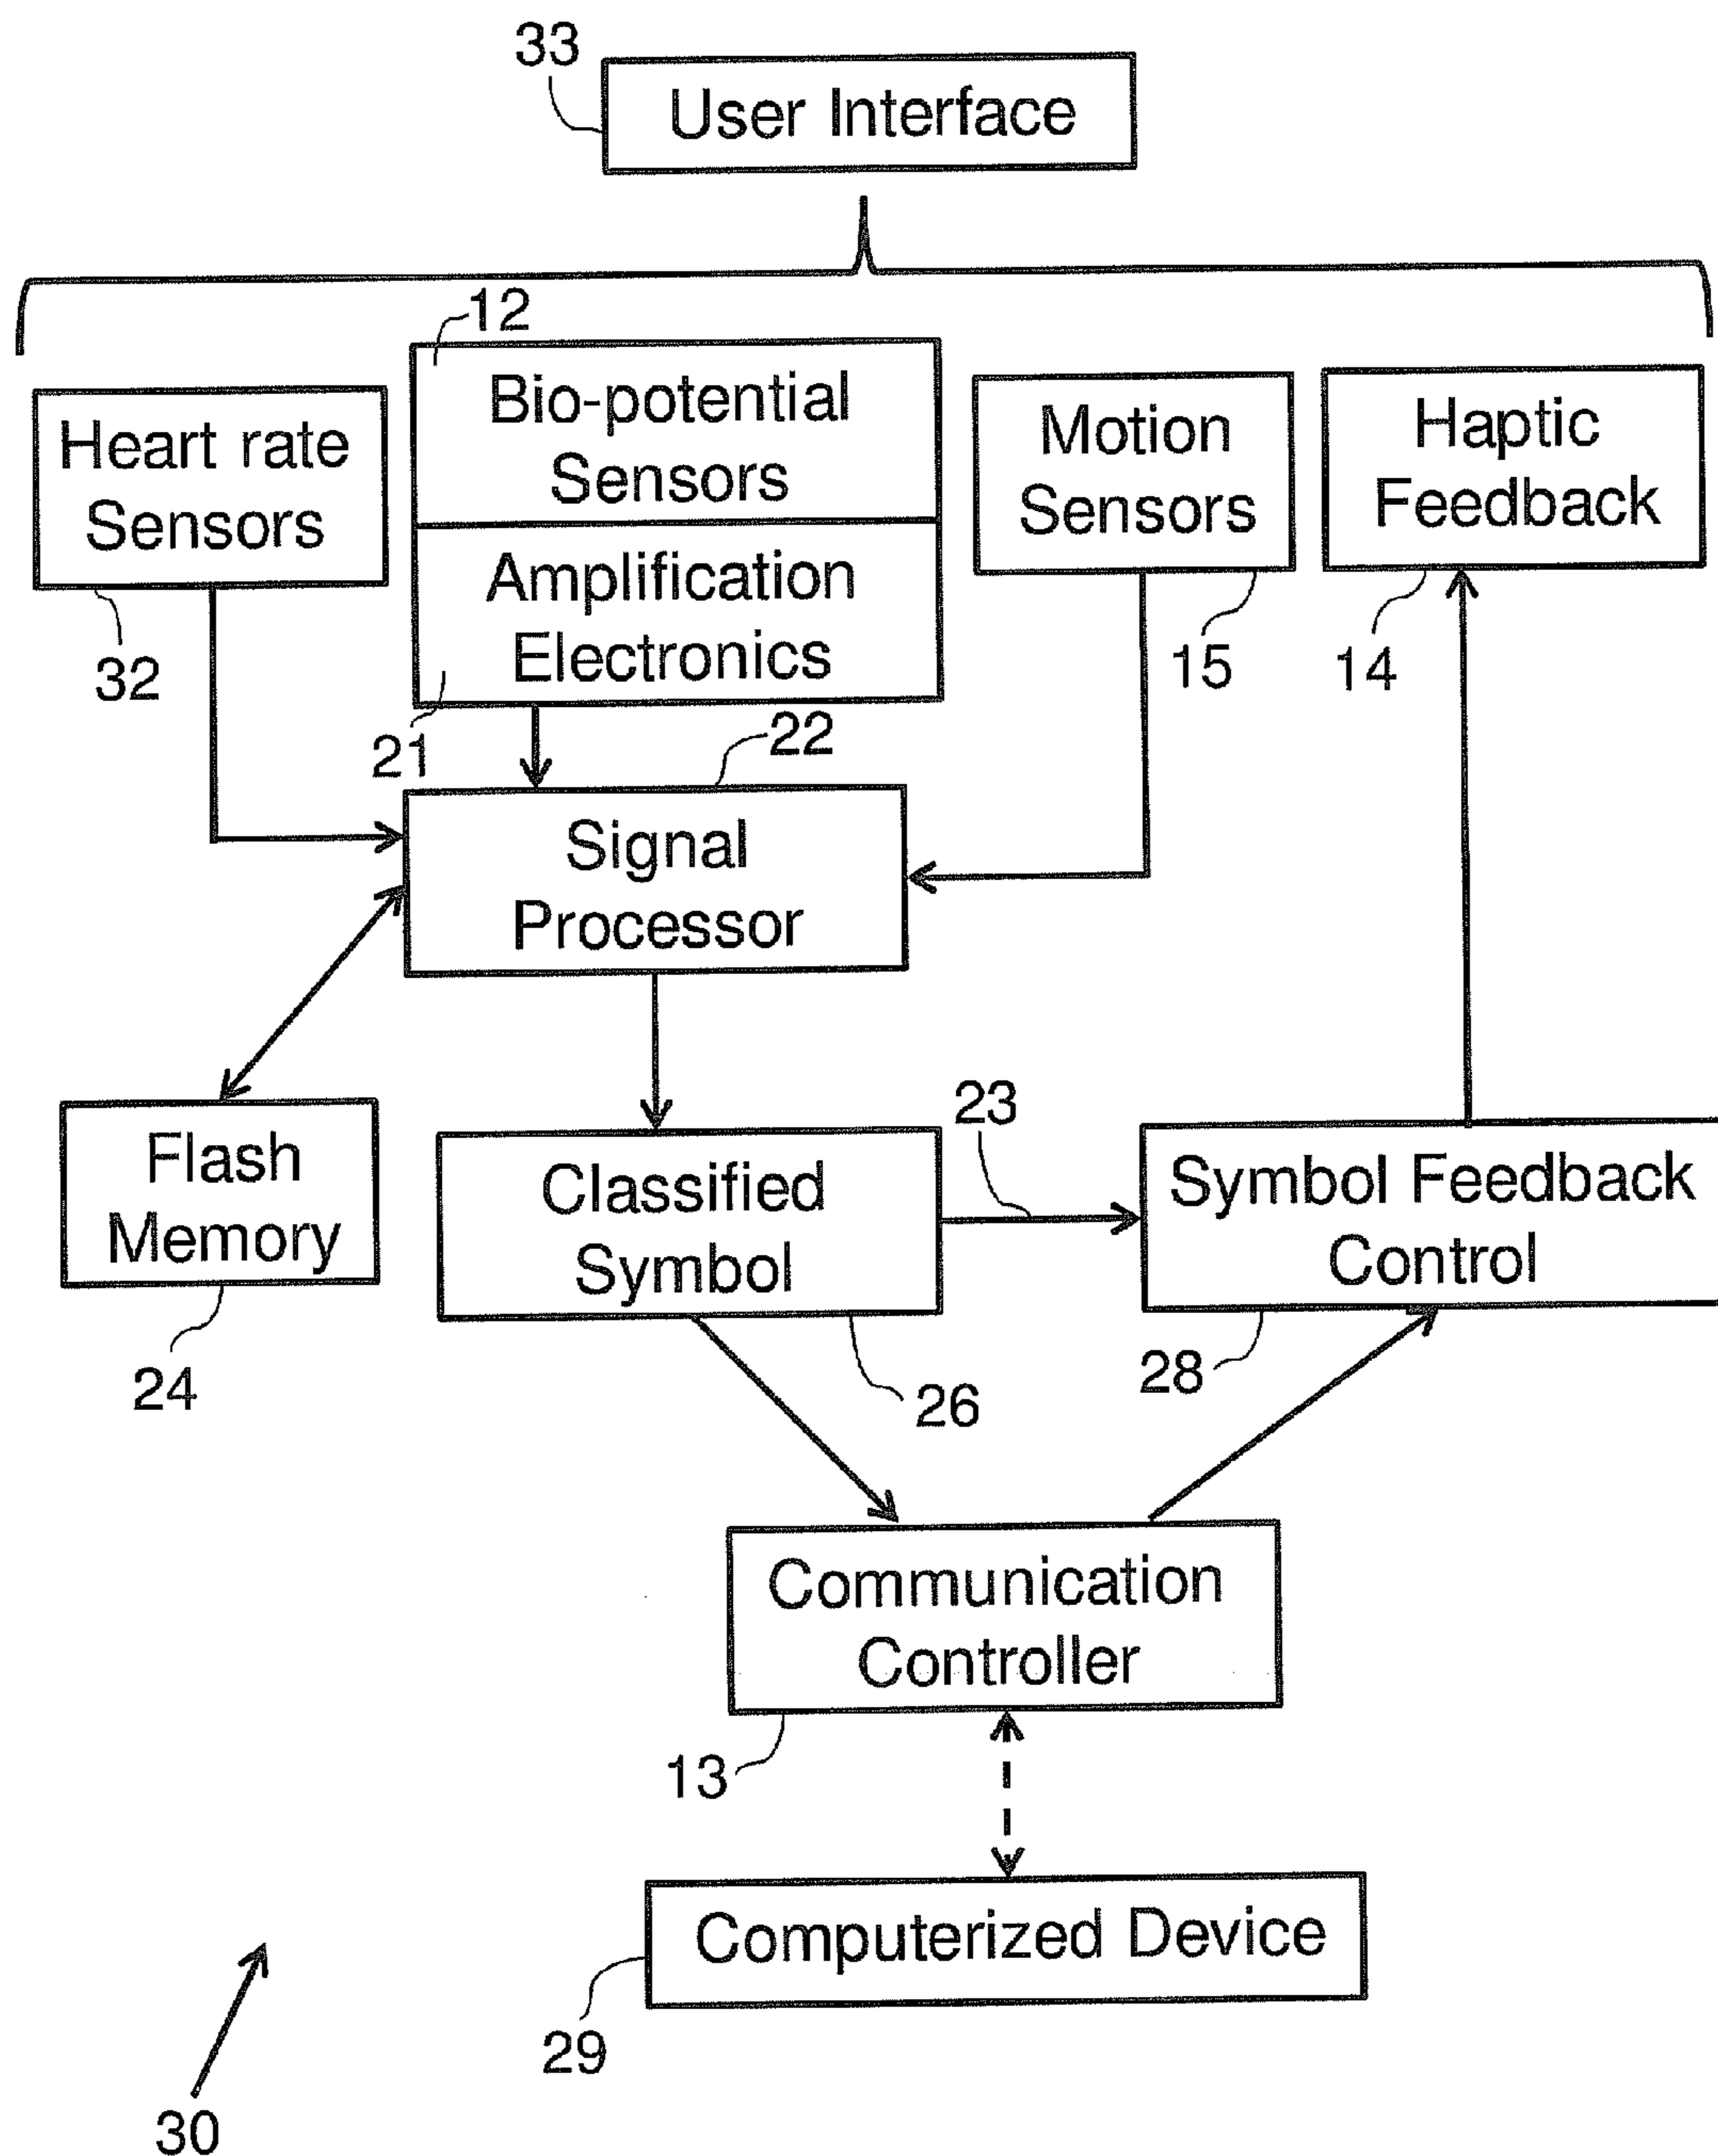 33
User Interface
12
Heart rate
Sensors
32
Bio-potential
Sensors
Amplification
Electronics
21
Motion
Sensors
15
Haptic
Feedback
14
22
Signal
Processor
Flash
Memory
24
Classified
Symbol
26
23
Symbol Feedback
Control
28
Communication
Controller
13
Computerized Device
29
30